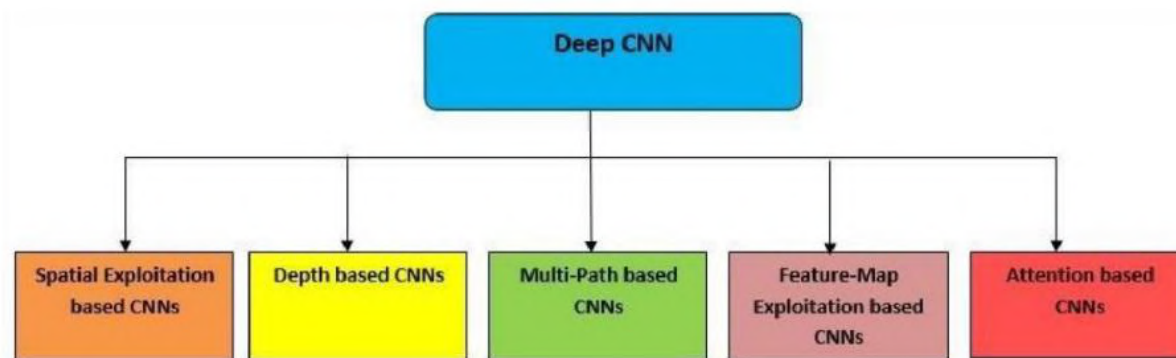 Deep CNN
Spatial Exploitation
based CNNs
Depth based CNNs
Multi-Path based
CNNs
Feature-Map
Exploitation based
CNNs
Attention based
CNNs